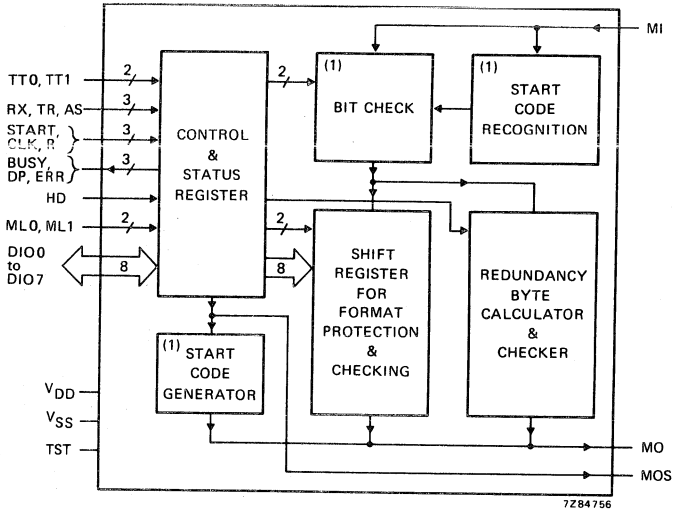 MI
TT0, TT1
2
2
(1)
BIT CHECK
(1)
START
CODE
RECOGNITION
RX, TR, AS
3
START,
CLK, R
3
BUSY,
DP, ERR
3
CONTROL
&
STATUS
REGISTER
HD
ML0, ML1
2
2
DIO0
to
DIO7
8
8
SHIFT
REGISTER
FOR
FORMAT
PROTECTION
&
CHECKING
REDUNDANCY
BYTE
CALCULATOR
&
CHECKER
(1)
START
CODE
GENERATOR
VDD
VSS
TST
MO
MOS
7Z84756